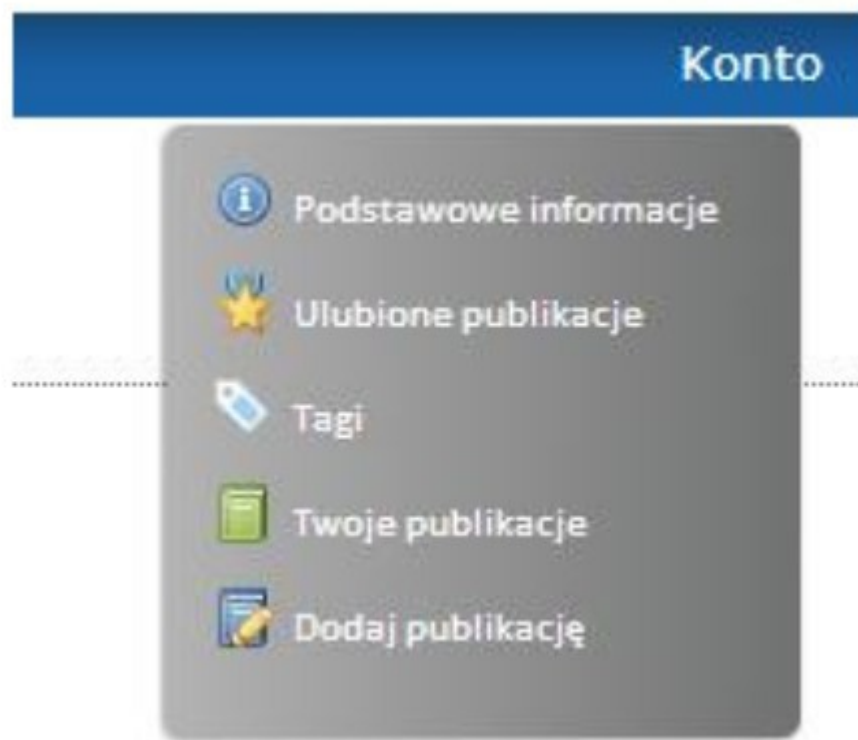 Konto
Podstawowe informacje
Ulubione publikacje
Tagi
Twoje publikacje
Dodaj publikację